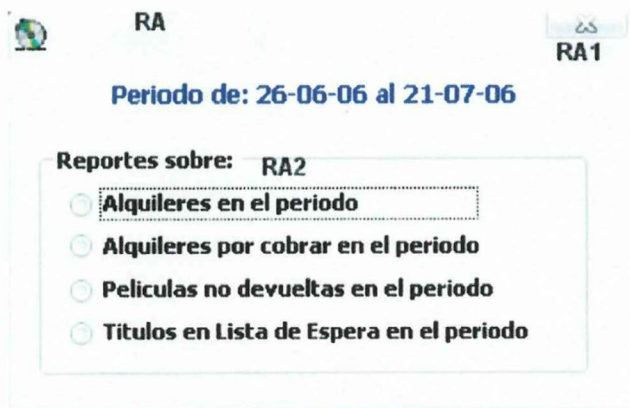 RA
RA1
Periodo de: 26-06-06 al 21-07-06
Reportes sobre: RA2
Alquileres en el periodo
Alquileres por cobrar en el periodo
Peliculas no devueltas en el periodo
Titulos en Lista de Espera en el periodo